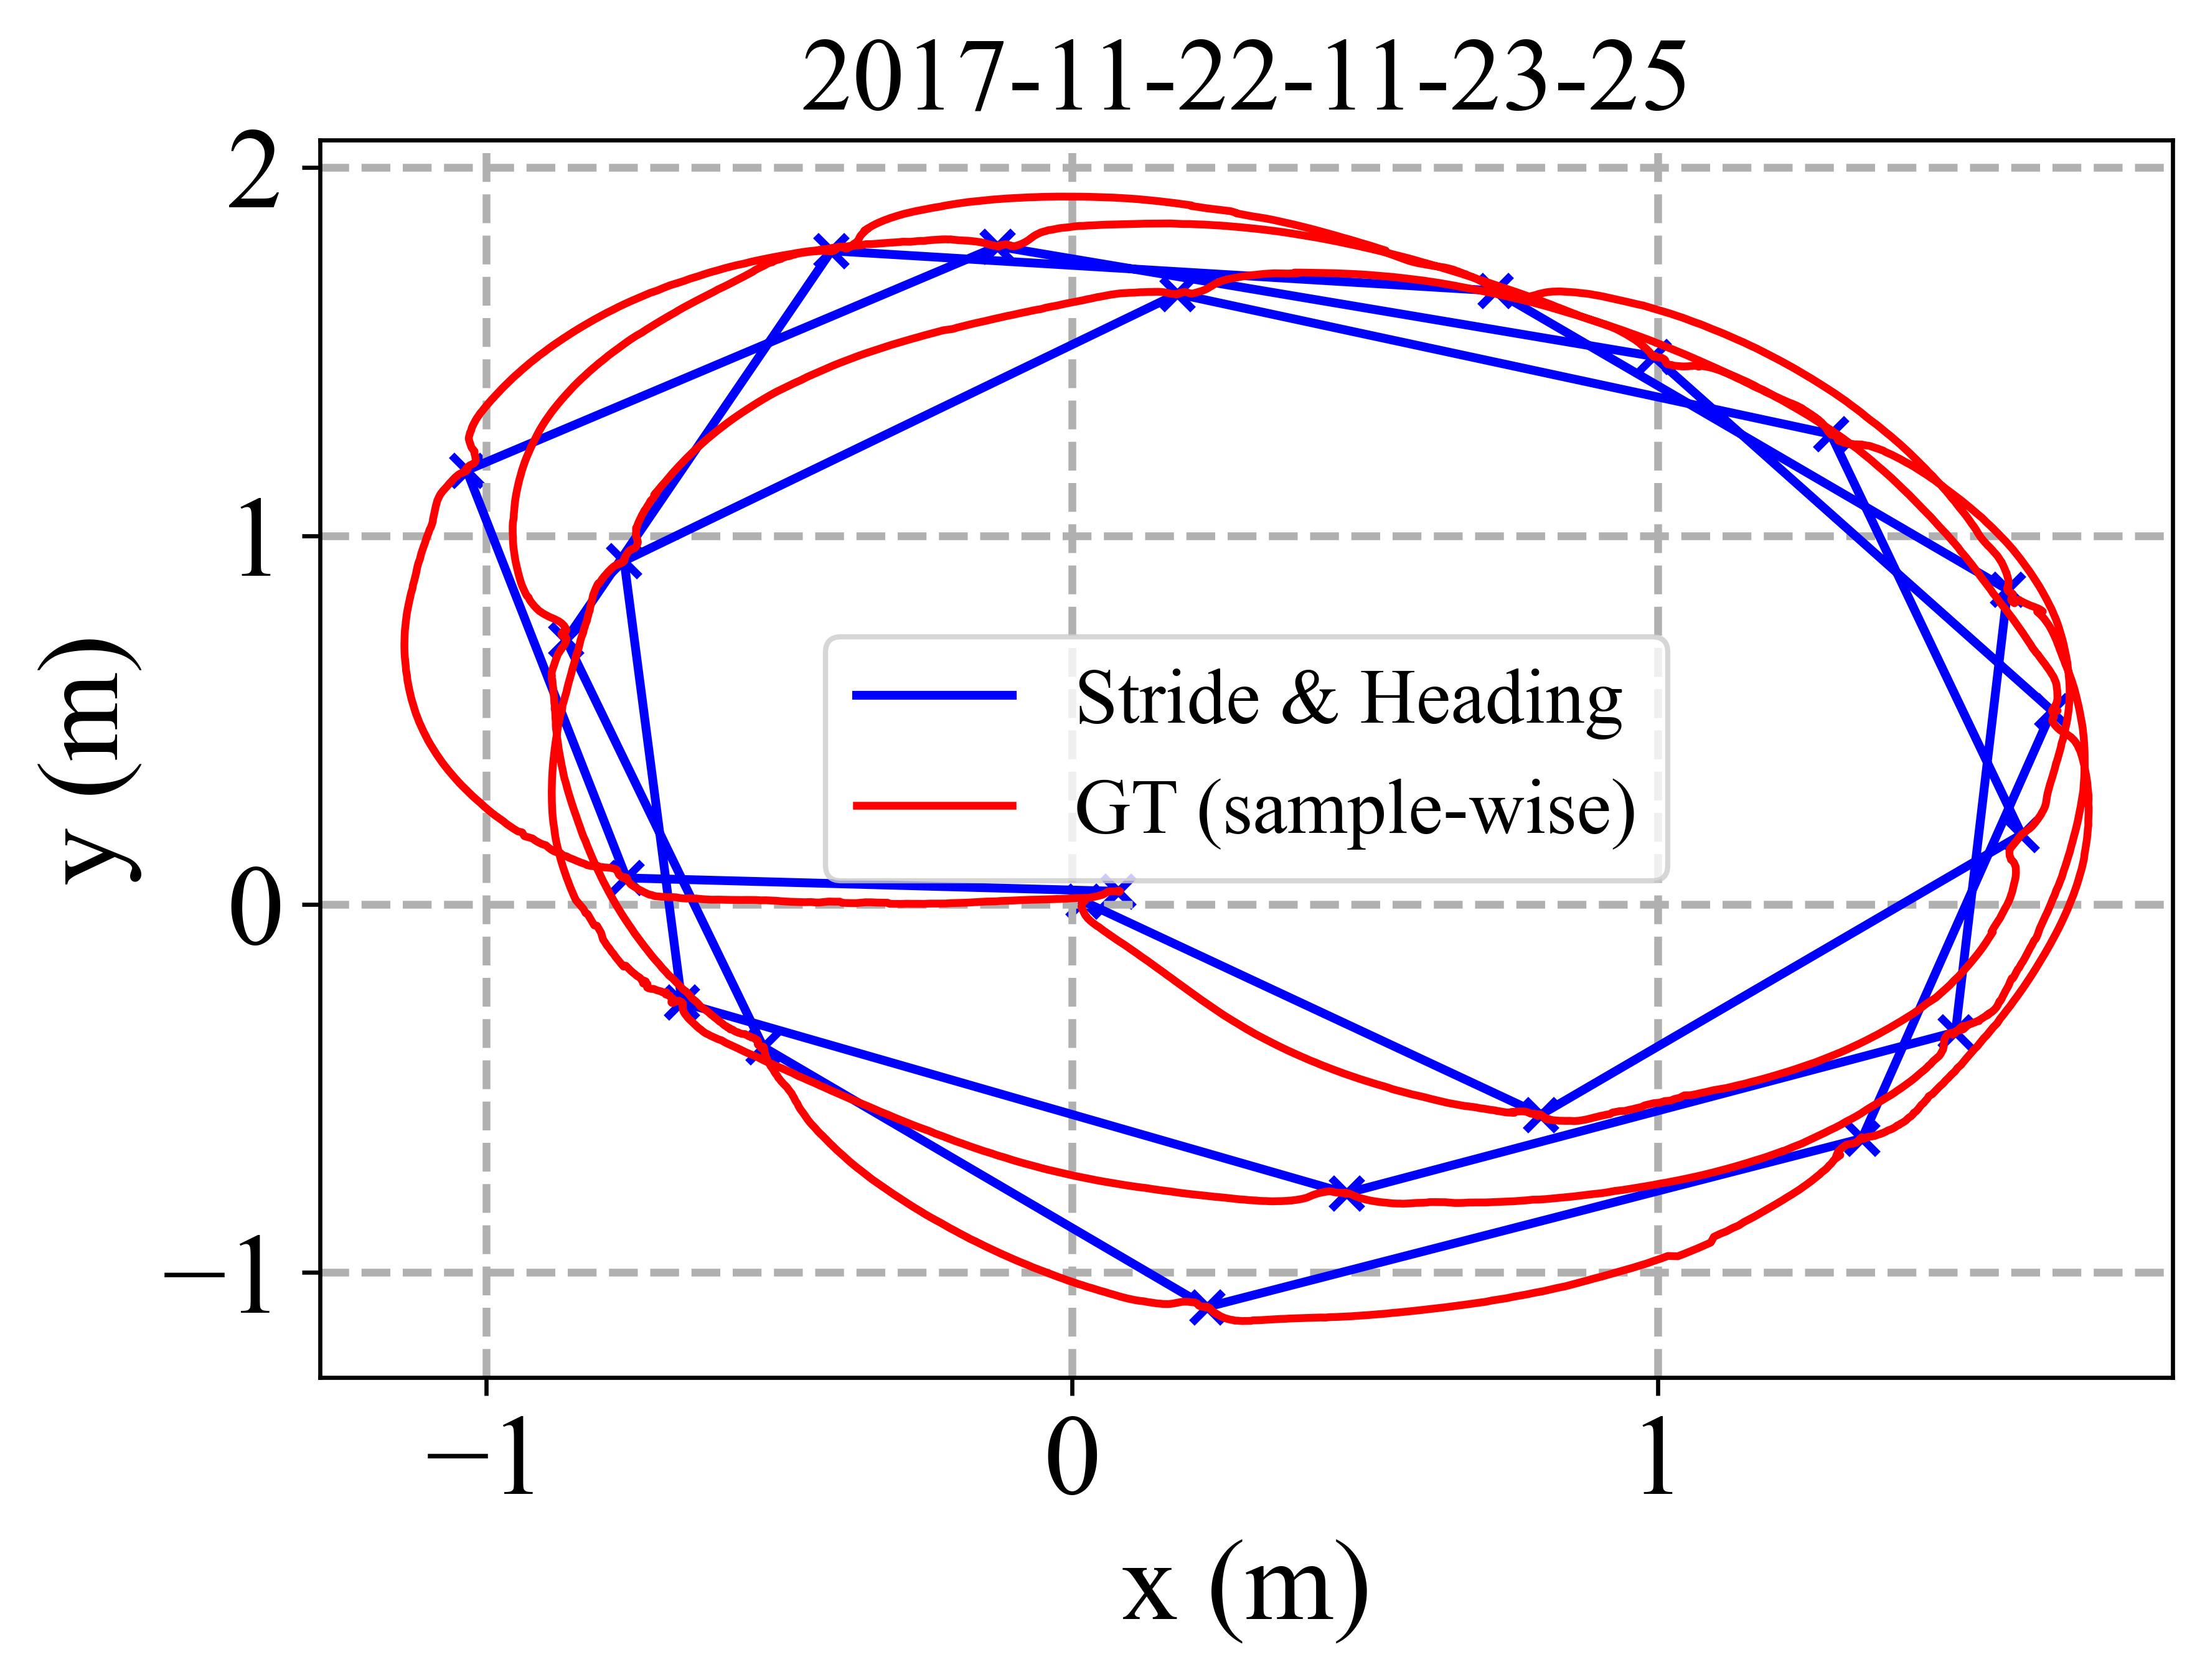 2017-11-22-11-23-25
2
1
0
−1
y (m)
Stride & Heading
GT (sample-wise)
−1
0
1
x (m)